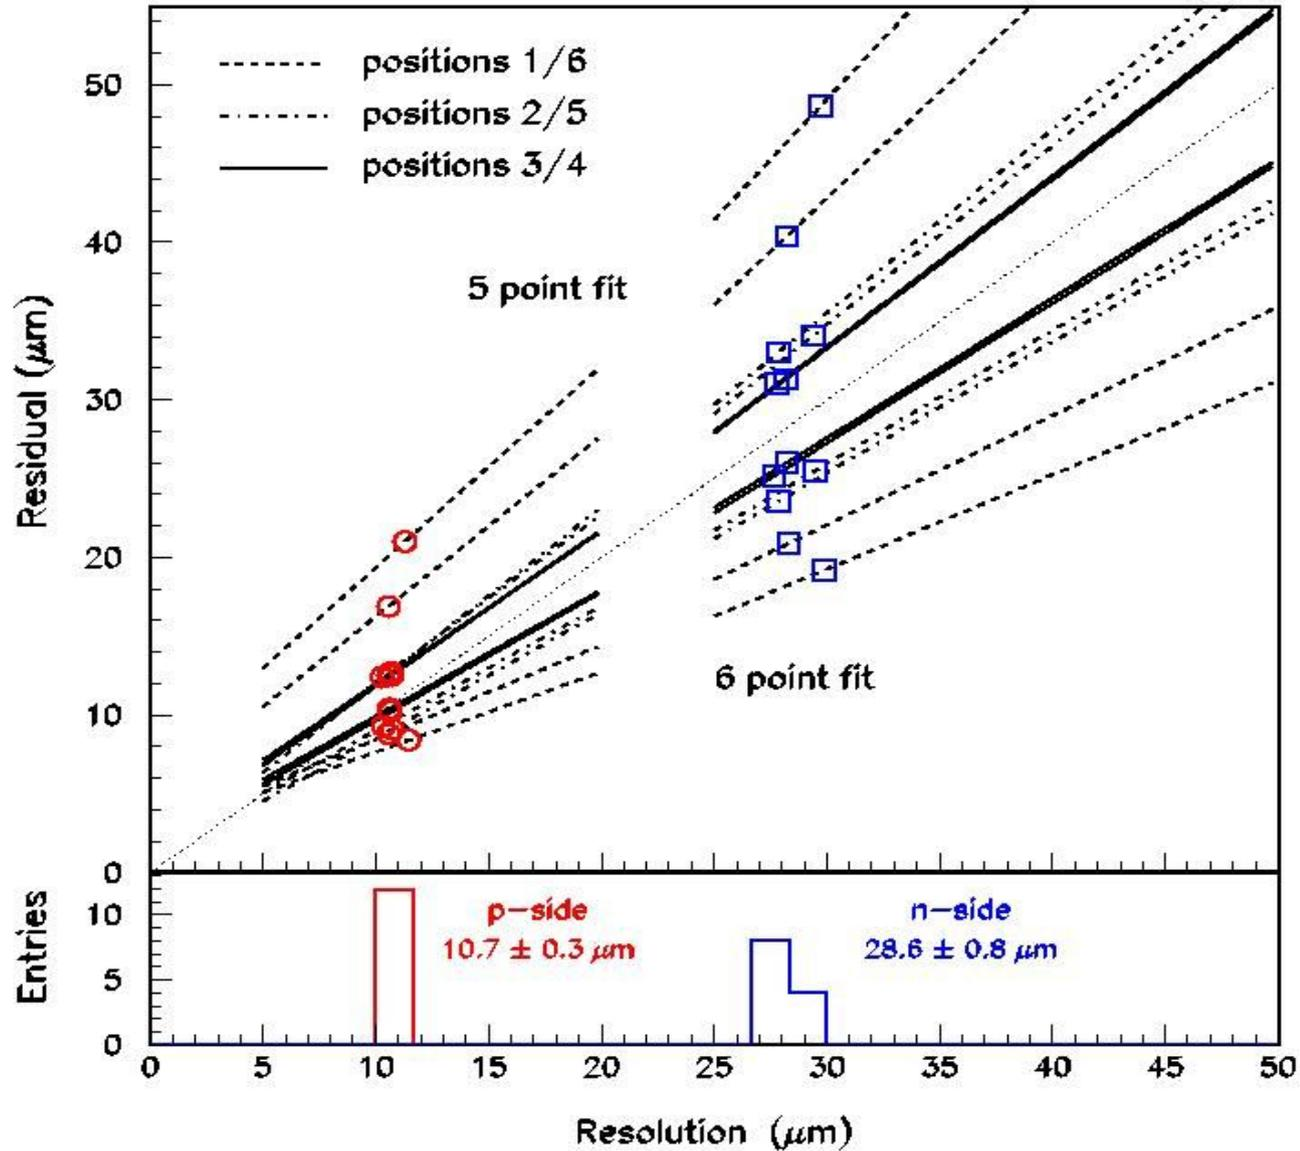 positions 1/6
positions 2/5
positions 3/4
5 point fit
6 point fit
Residual (μm)
50
40
30
20
10
0
Entries
10
5
0
p-side
10.7 ± 0.3 μm
n-side
28.6 ± 0.8 μm
0 5 10 15 20 25 30 35 40 45 50
Resolution (μm)